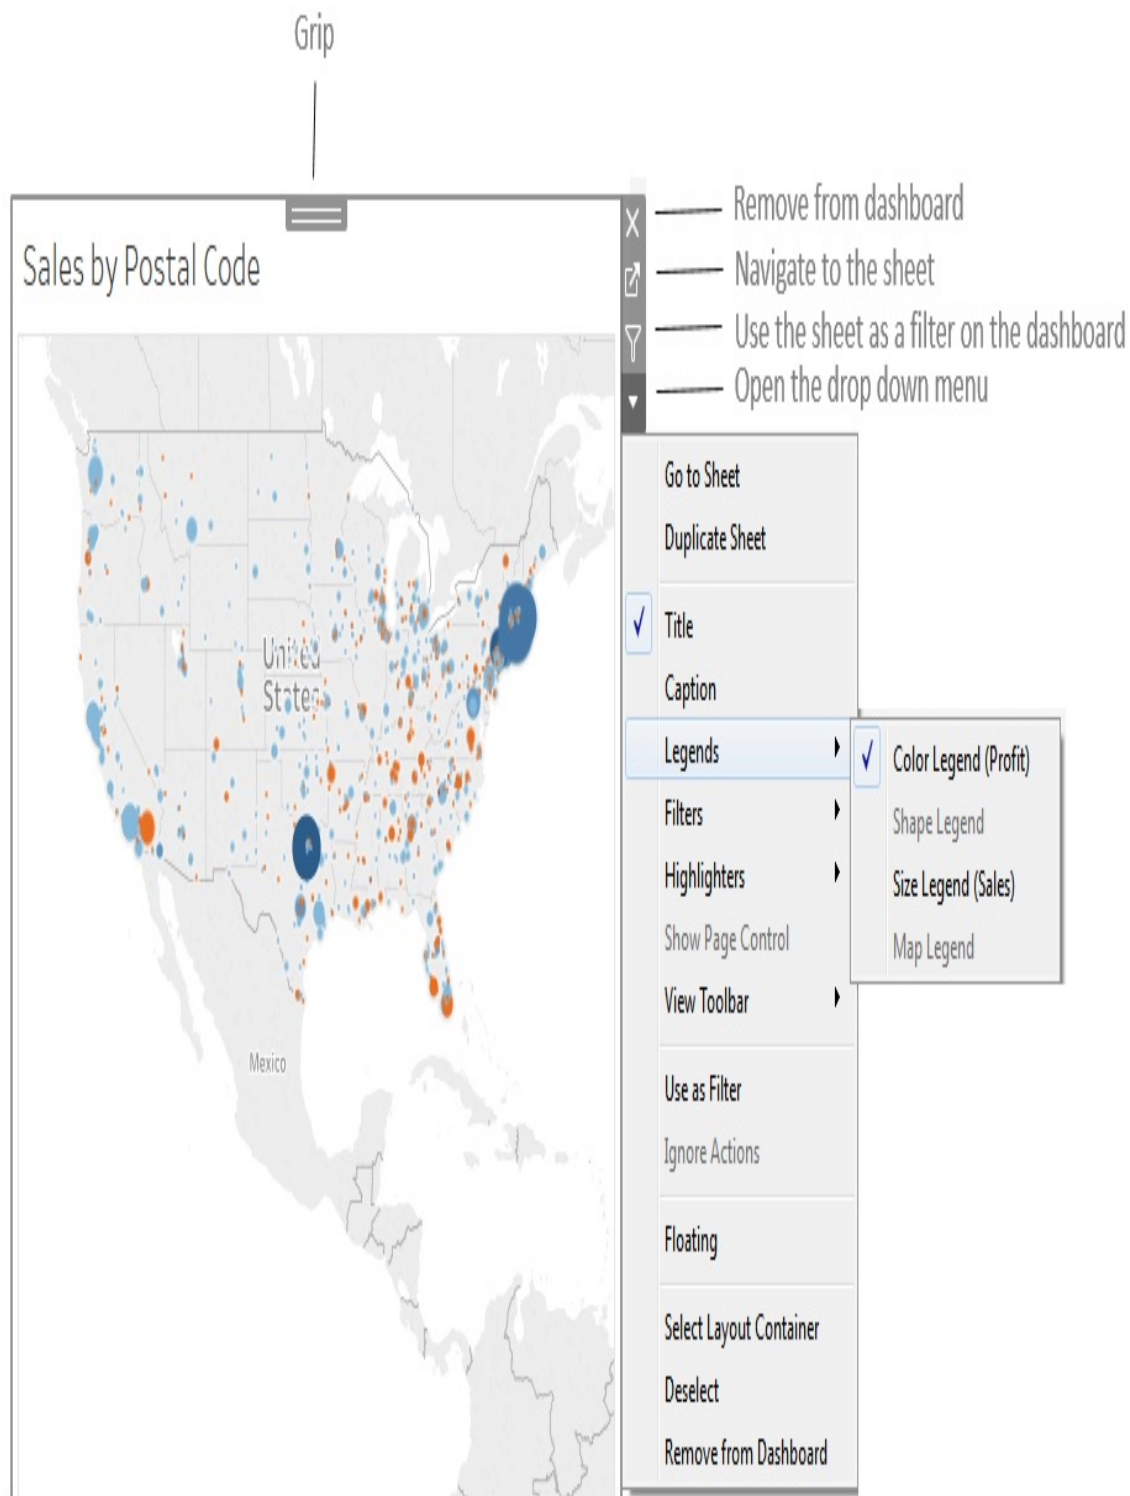 Grip
Remove from dashboard
Sales by Postal Code
Navigate to the sheet
Use the sheet as a filter on the dashboard
Open the drop down menu
Go to Sheet
Duplicate Sheet
Title
Caption
Legends
Filters
Highlighters
Show Page Control
View Toolbar
Use as Filter
Ignore Actions
Floating
Select Layout Container
Deselect
Remove from Dashboard
Color Legend (Profit)
Shape Legend
Size Legend (Sales)
Map Legend
United
States
Mexico